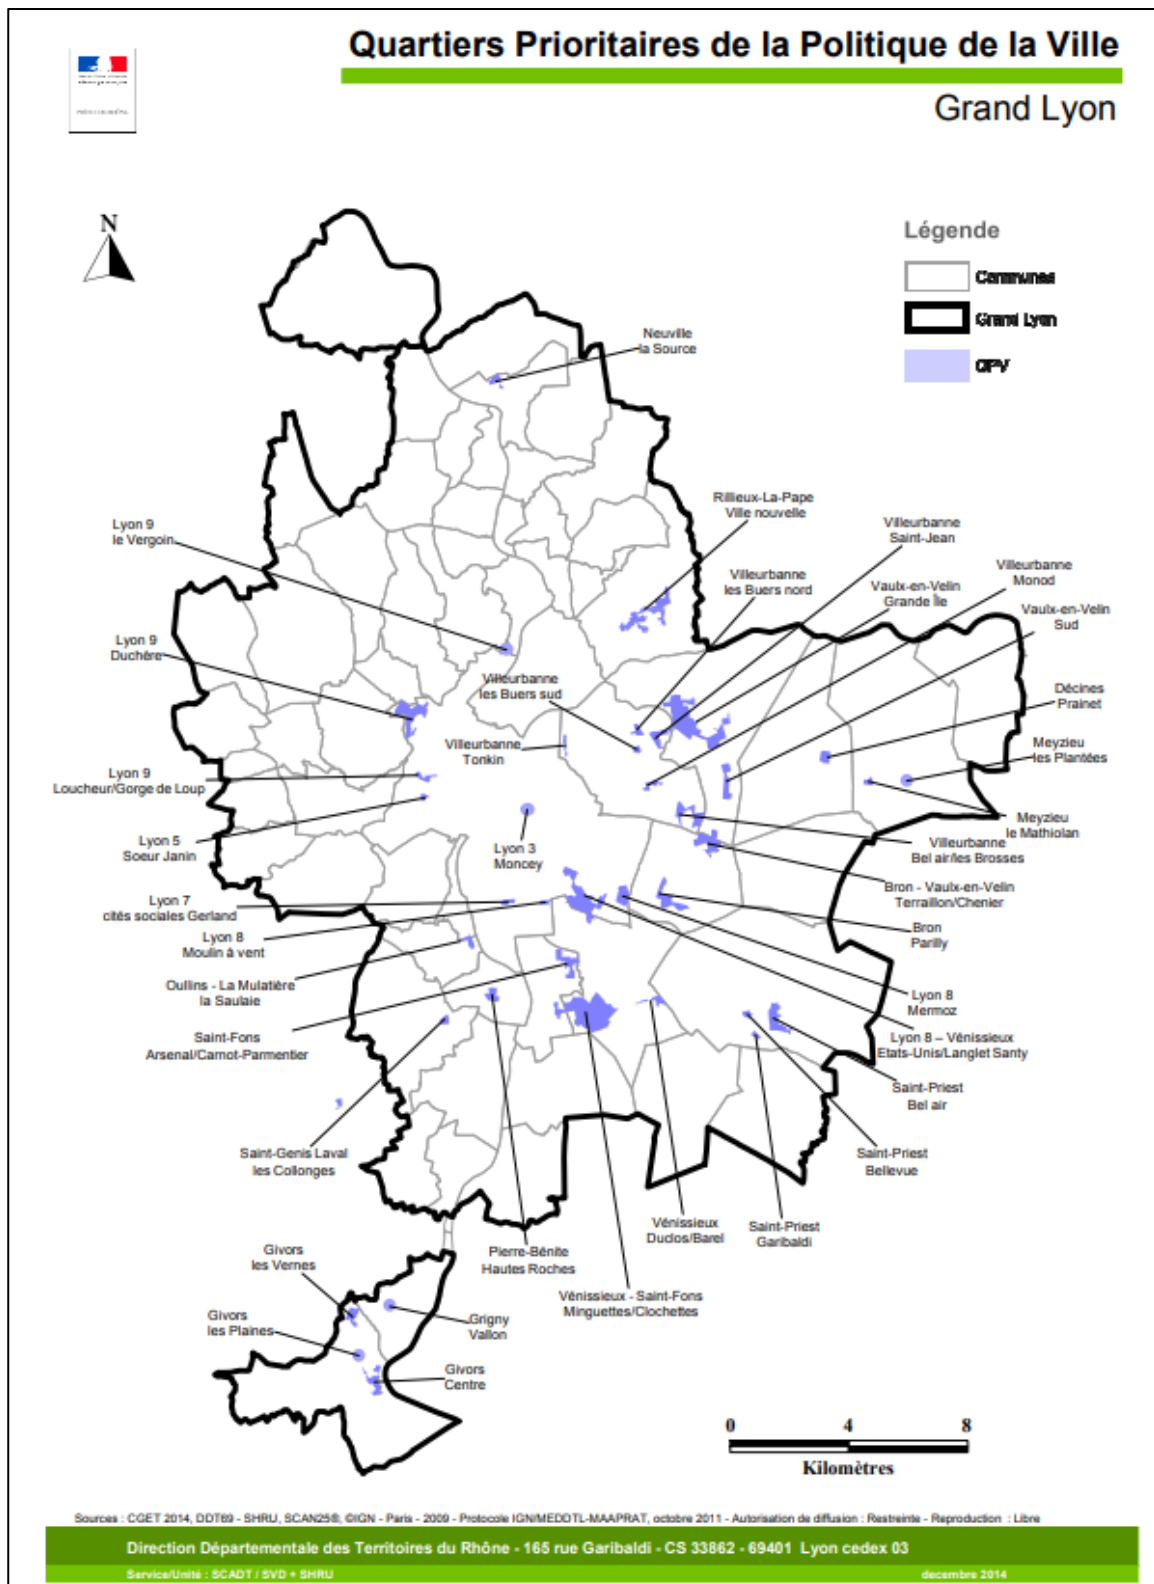 Quartiers Prioritaires de la Politique de la Ville
Grand Lyon
N
Légende
Communes
Grand Lyon
QPV
Neuville
la Source
Rillieux-La-Pape
Ville nouvelle
Villeurbanne
Saint-Jean
Lyon 9
le Vergoin
Villeurbanne
les Buers nord
Villeurbanne
Monod
Vaulx-en-Velin
Grande Île
Vaulx-en-Velin
Sud
Lyon 9
Duchère
Villeurbanne
les Buers sud
Décines
Prainet
Villeurbanne
Tonkin
Meyzieu
les Plantées
Lyon 9
Loucheur/Gorge de Loup
Meyzieu
le Mathiolan
Lyon 5
Soeur Janin
Lyon 3
Moncey
Villeurbanne
Bel air/les Brosses
Bron - Vaulx-en-Velin
Terraillon/Chenier
Lyon 7
cités sociales Gerland
Bron
Parilly
Lyon 8
Moulin à vent
Oullins - La Mulatière
la Saulaie
Lyon 8
Mermoz
Saint-Fons
Arsenal/Carnot-Parmentier
Lyon 8 – Vénissieux
Etats-Unis/Langlet Santy
Saint-Priest
Bel air
Saint-Genis Laval
les Collonges
Saint-Priest
Bellevue
Vénissieux
Duclos/Barel
Saint-Priest
Garibaldi
Givors
les Vernes
Pierre-Bénite
Hautes Roches
Vénissieux - Saint-Fons
Minguettes/Clochettes
Givors
les Plaines
Grigny
Vallon
Givors
Centre
0 4 8
Kilomètres
Sources : CGET 2014, DDT69 - SHRU, SCAN25®, ©IGN - Paris - 2009 - Protocole IGN/MEDDTL-MAAPRAT, octobre 2011 - Autorisation de diffusion : Restreinte - Reproduction : Libre
Direction Départementale des Territoires du Rhône - 165 rue Garibaldi - CS 33862 - 69401 Lyon cedex 03
Service/Unité : SCADT / SVD + SHRU
decembre 2014